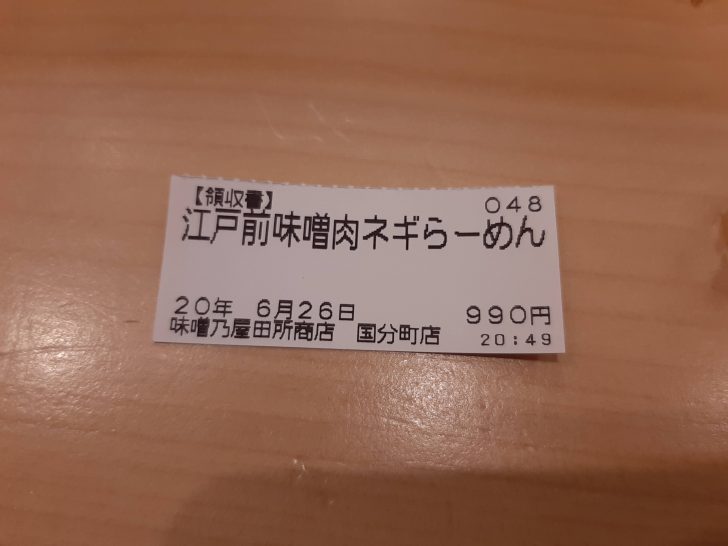 【領収書】 048
江戸前味噌肉ネギらーめん
20年 6月26日 990円
味噌乃屋田所商店 国分町店 20:49